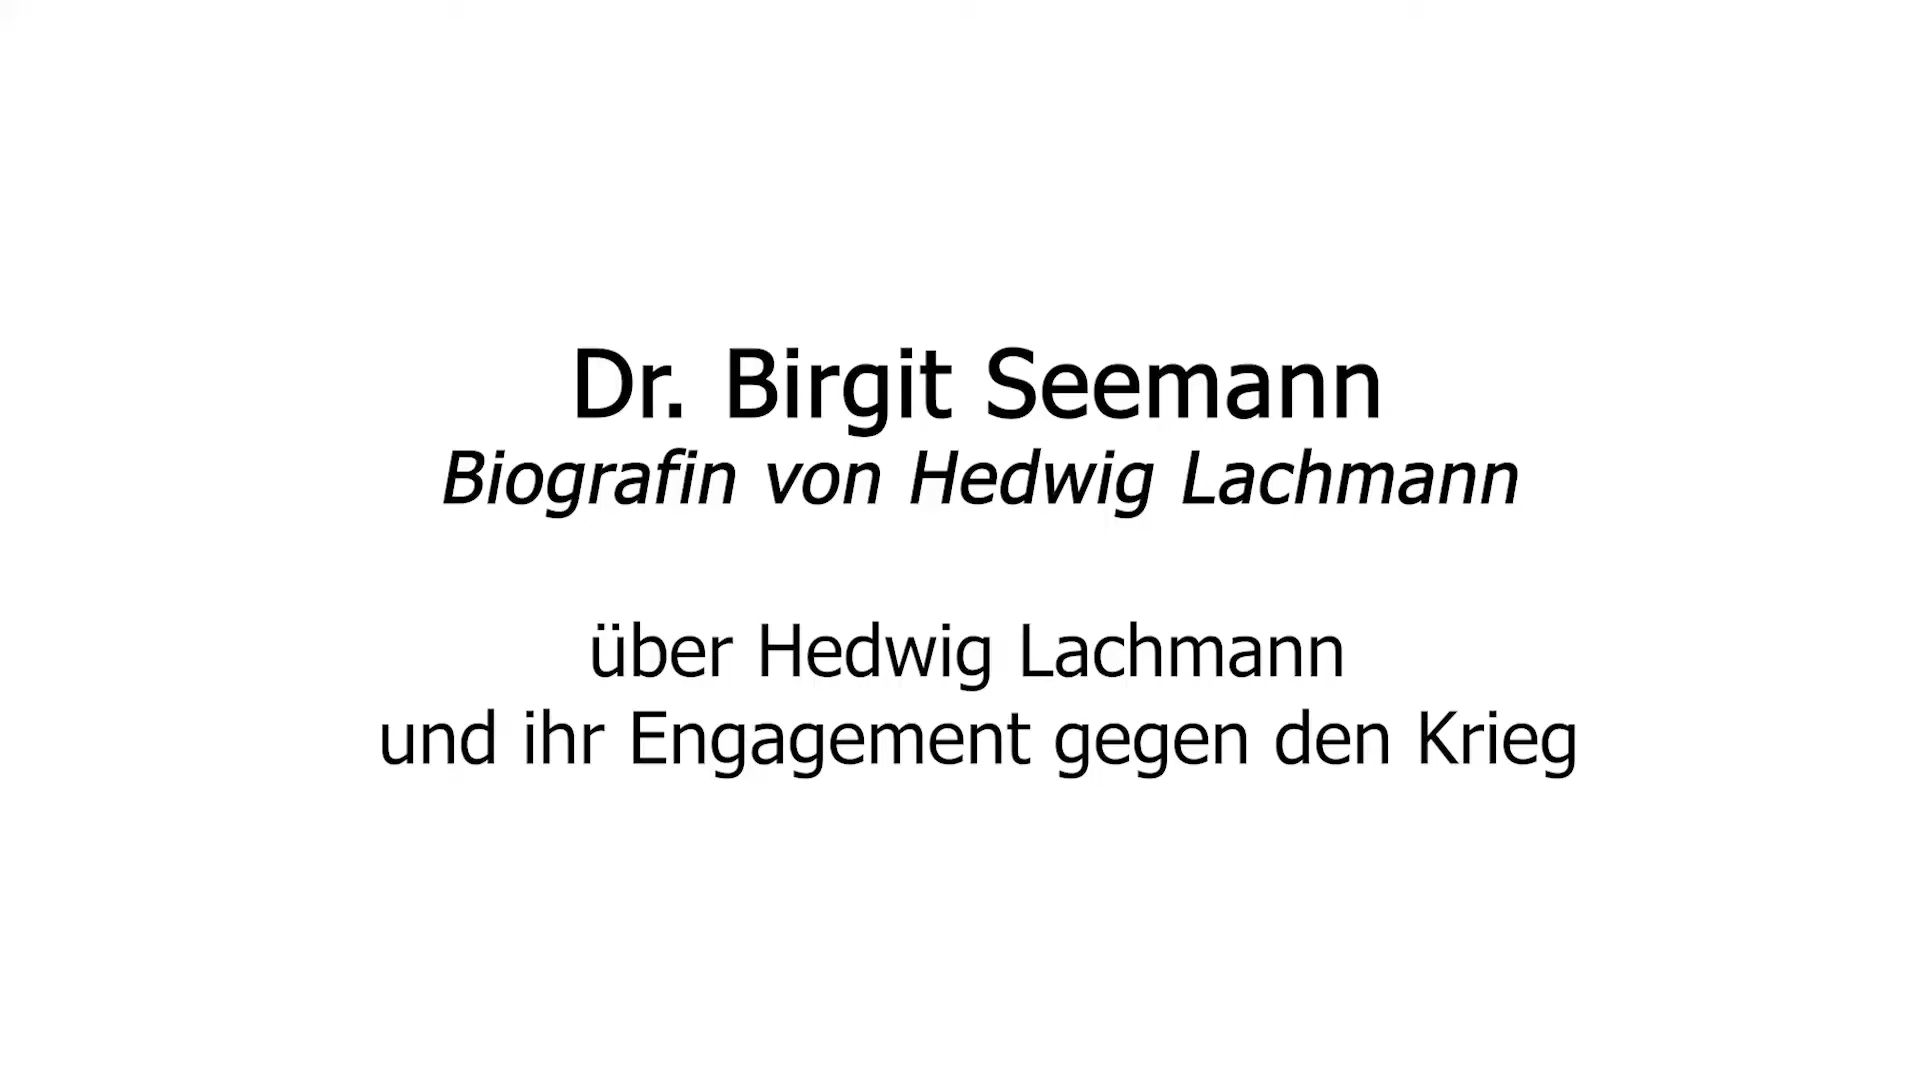 Dr. Birgit Seemann
Biografin von Hedwig Lachmann
über Hedwig Lachmann
und ihr Engagement gegen den Krieg